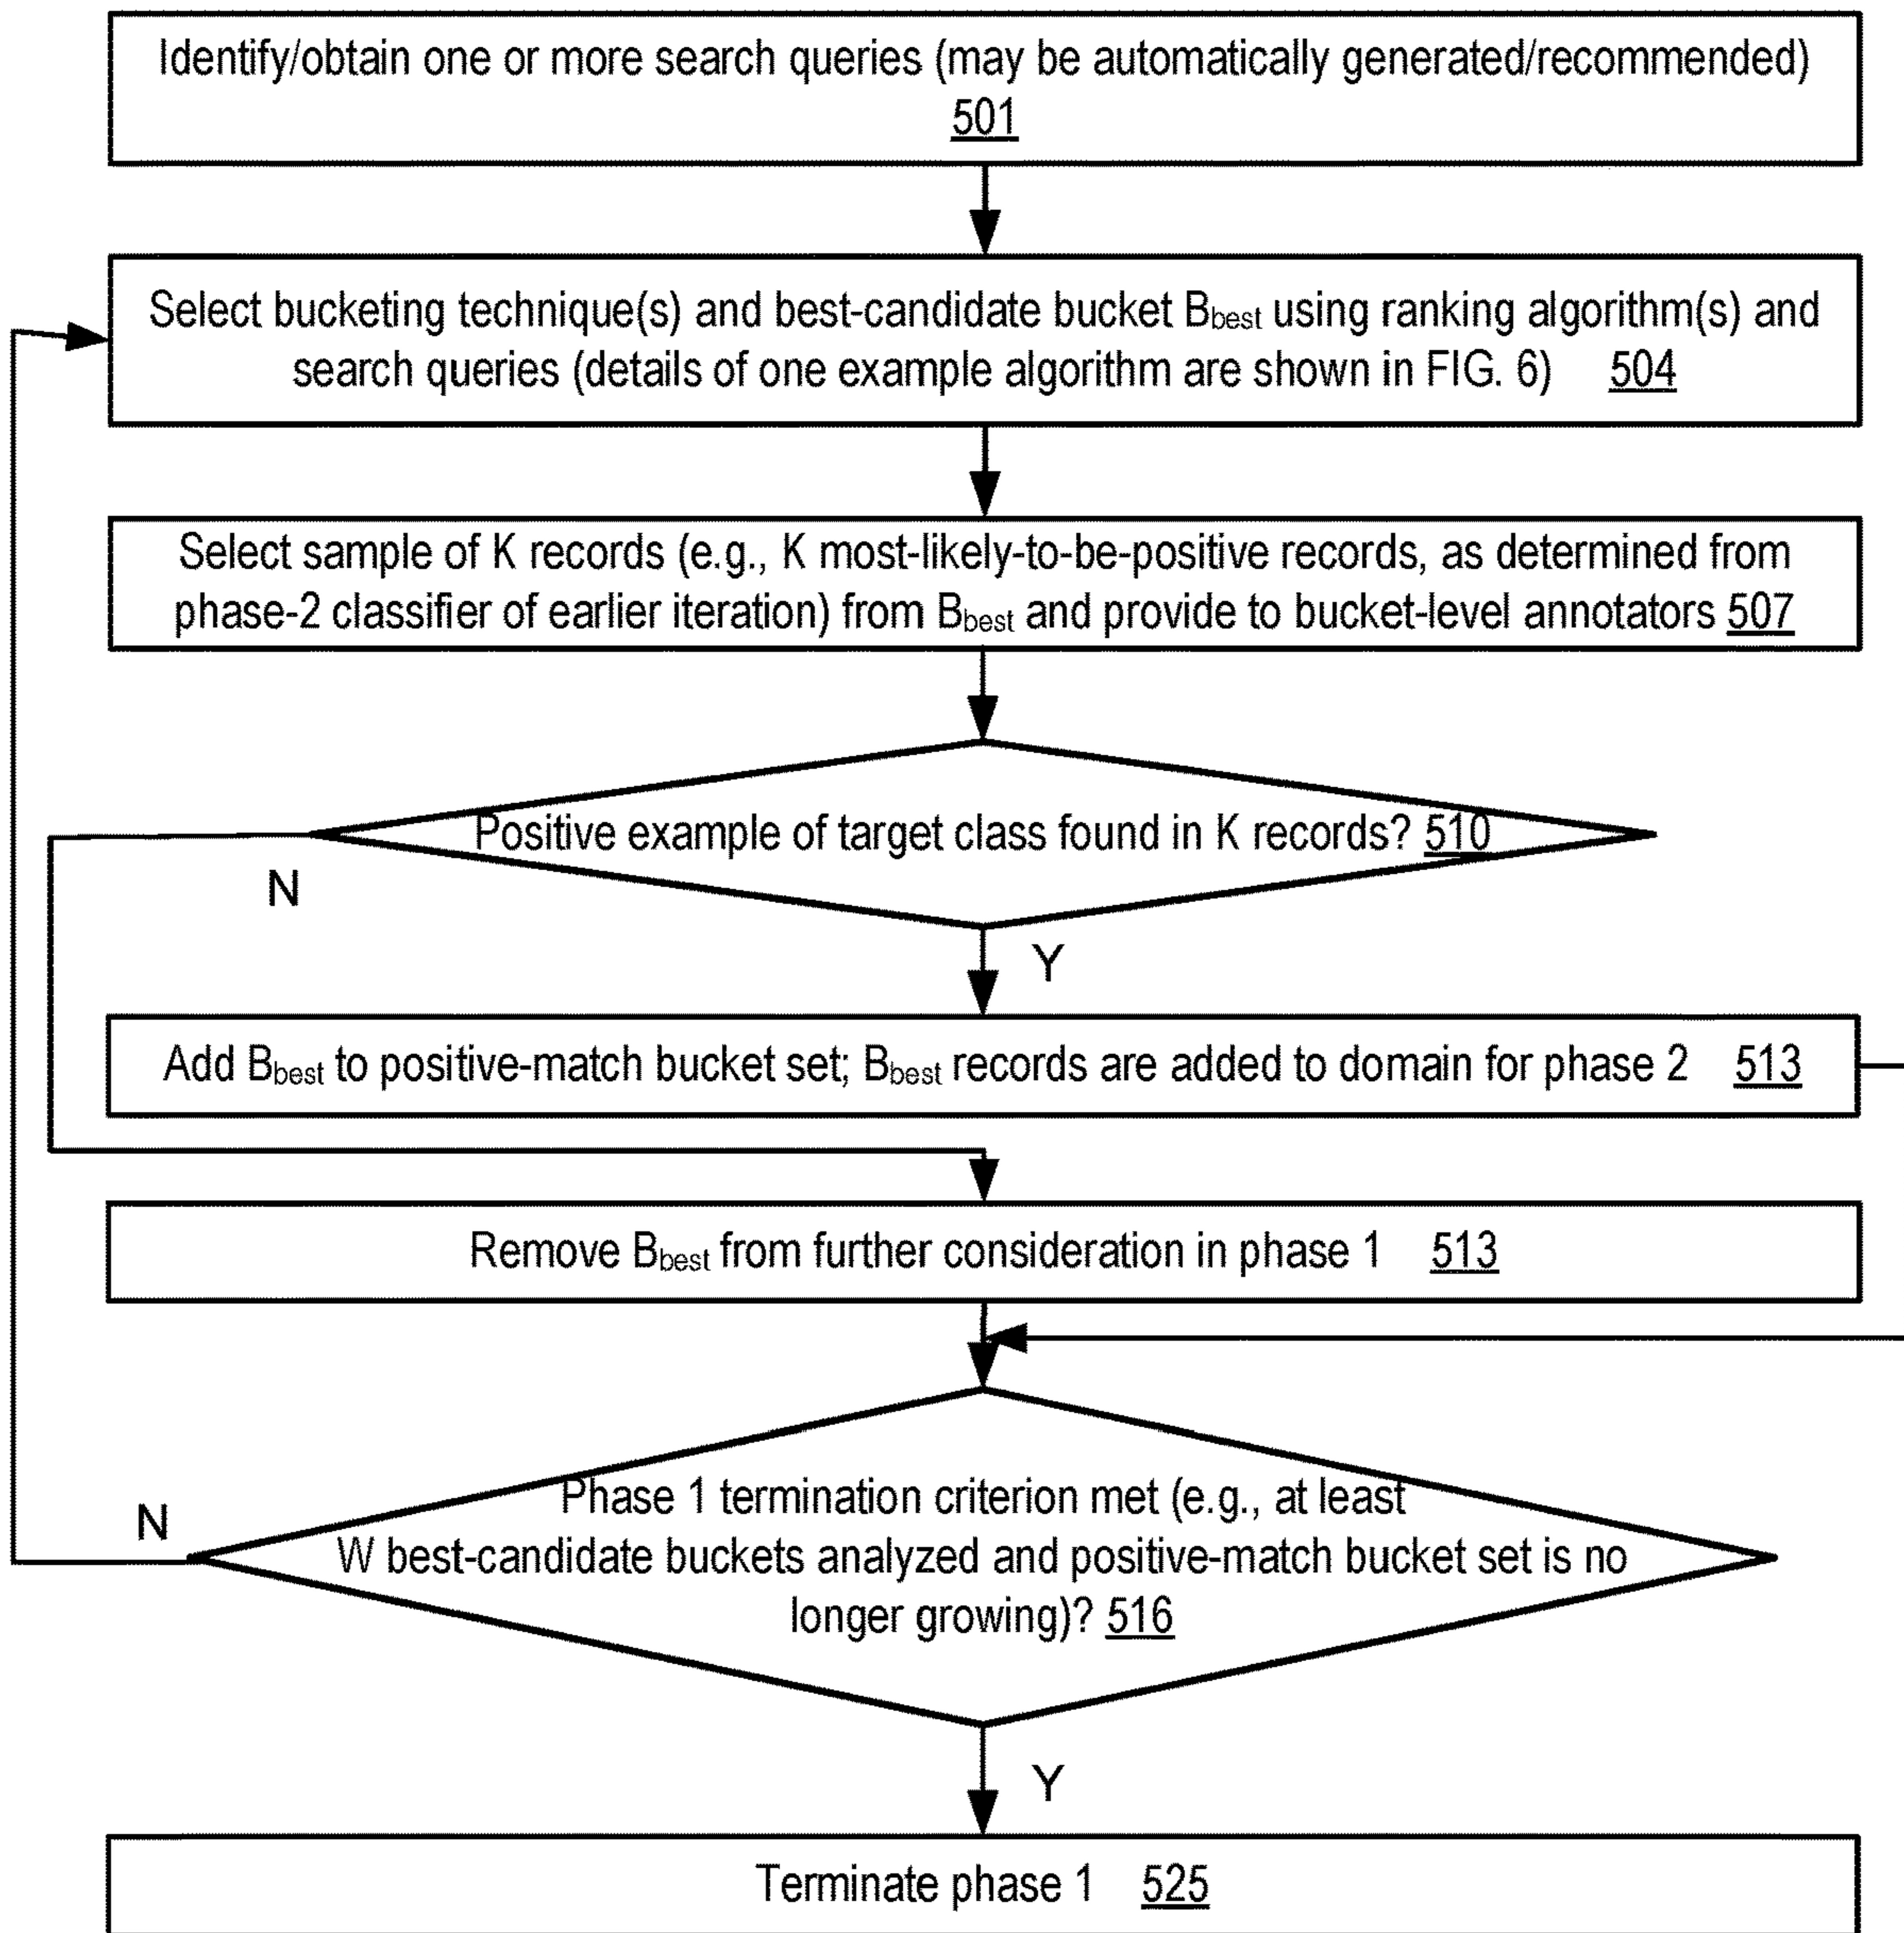 Identify/obtain one or more search queries (may be automatically generated/recommended)
501
Select bucketing technique(s) and best-candidate bucket Bbest using ranking algorithm(s) and
search queries (details of one example algorithm are shown in FIG. 6) 504
Select sample of K records (e.g., K most-likely-to-be-positive records, as determined from
phase-2 classifier of earlier iteration) from Bbest and provide to bucket-level annotators 507
Positive example of target class found in K records? 510
N
Y
Add Bbest to positive-match bucket set; Bbest records are added to domain for phase 2 513
Remove Bbest from further consideration in phase 1 513
Phase 1 termination criterion met (e.g., at least
N
W best-candidate buckets analyzed and positive-match bucket set is no
longer growing)? 516
Y
Terminate phase 1 525